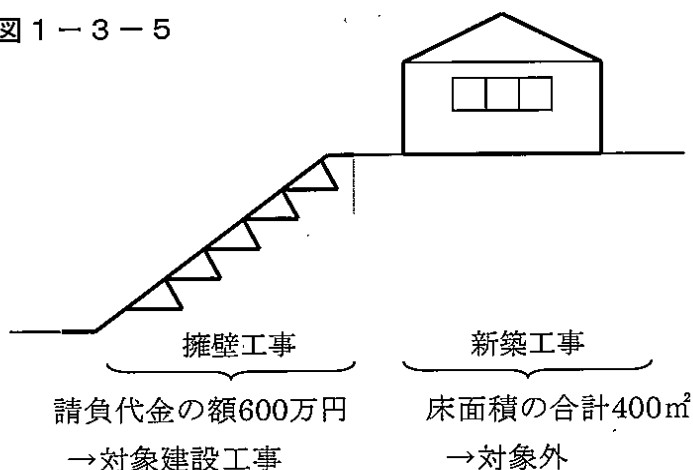 図1-3-5
擁壁工事
新築工事
請負代金の額600万円
床面積の合計400㎡
→対象建設工事
→対象外